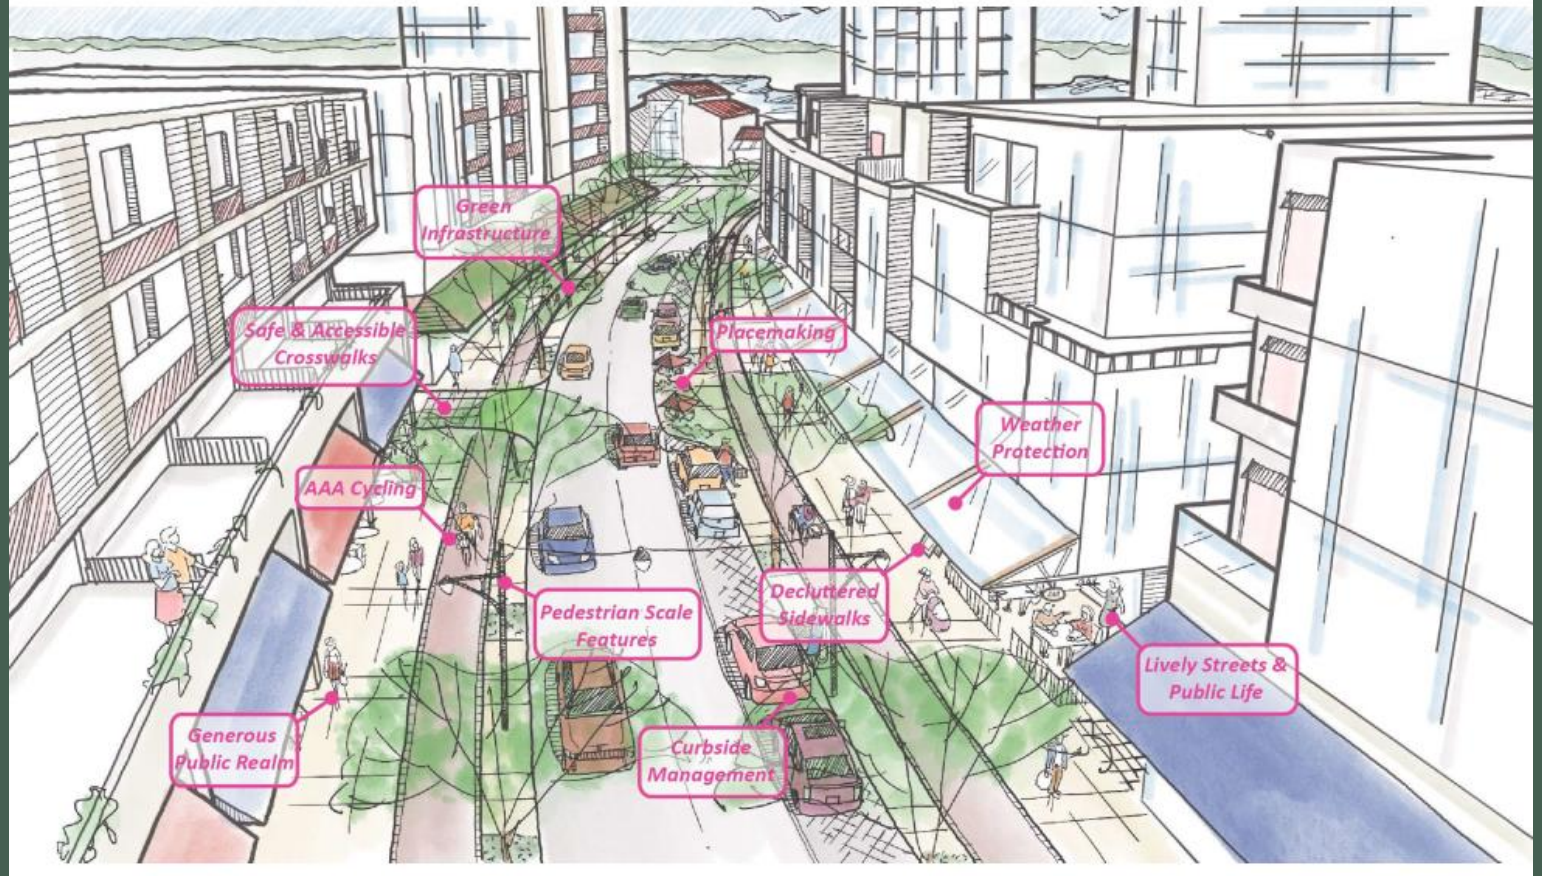 Green
Infrastructure
Safe & Accessible
Crosswalks
Placemaking
Weather
Protection
AAA Cycling
Pedestrian Scale
Features
Decluttered
Sidewalks
Lively Streets &
Public Life
Generous
Public Realm
Curbside
Management